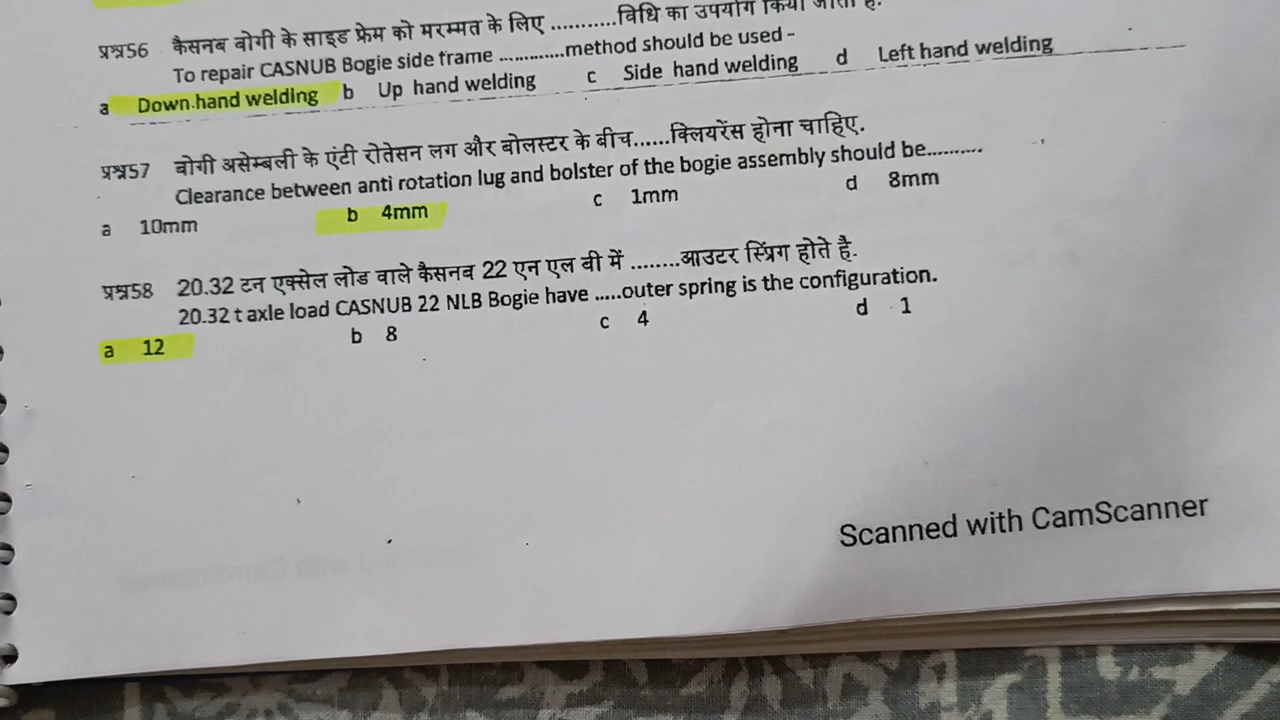 प्रश्न56 कैसनब बोगी के साइड फ्रेम को मरम्मत के लिए ...........विधि का उपयोग किया जाता है.
To repair CASNUB Bogie side frame .............method should be used -
a Down.hand welding b Up hand welding c Side hand welding d Left hand welding
प्रश्न57 बोगी असेम्बली के एंटी रोतेसन लग और बोलस्टर के बीच......क्लियरेंस होना चाहिए.
Clearance between anti rotation lug and bolster of the bogie assembly should be..........
a 10mm b 4mm c 1mm d 8mm
प्रश्न58 20.32 टन एक्सेल लोड वाले कैसनब 22 एन एल बी में ........आउटर स्प्रिंग होते है.
20.32 t axle load CASNUB 22 NLB Bogie have .....outer spring is the configuration.
a 12 b 8 c 4 d 1
Scanned with CamScanner